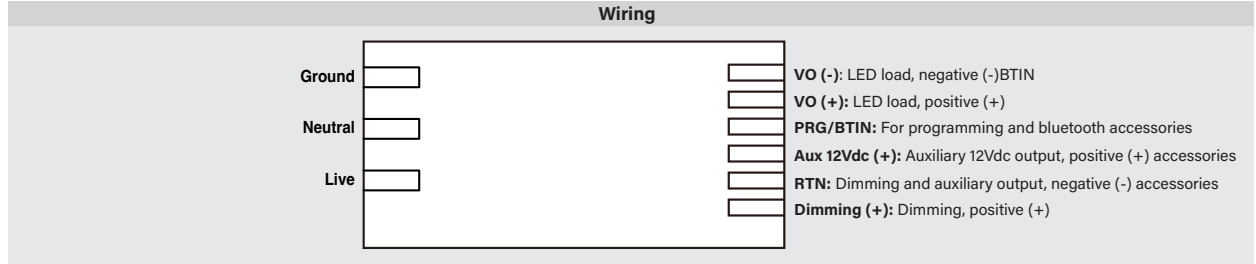 Wiring
Ground
Neutral
Live
VO (-): LED load, negative (-)BTIN
VO (+): LED load, positive (+)
PRG/BTIN: For programming and bluetooth accessories
Aux 12Vdc (+): Auxiliary 12Vdc output, positive (+) accessories
RTN: Dimming and auxiliary output, negative (-) accessories
Dimming (+): Dimming, positive (+)